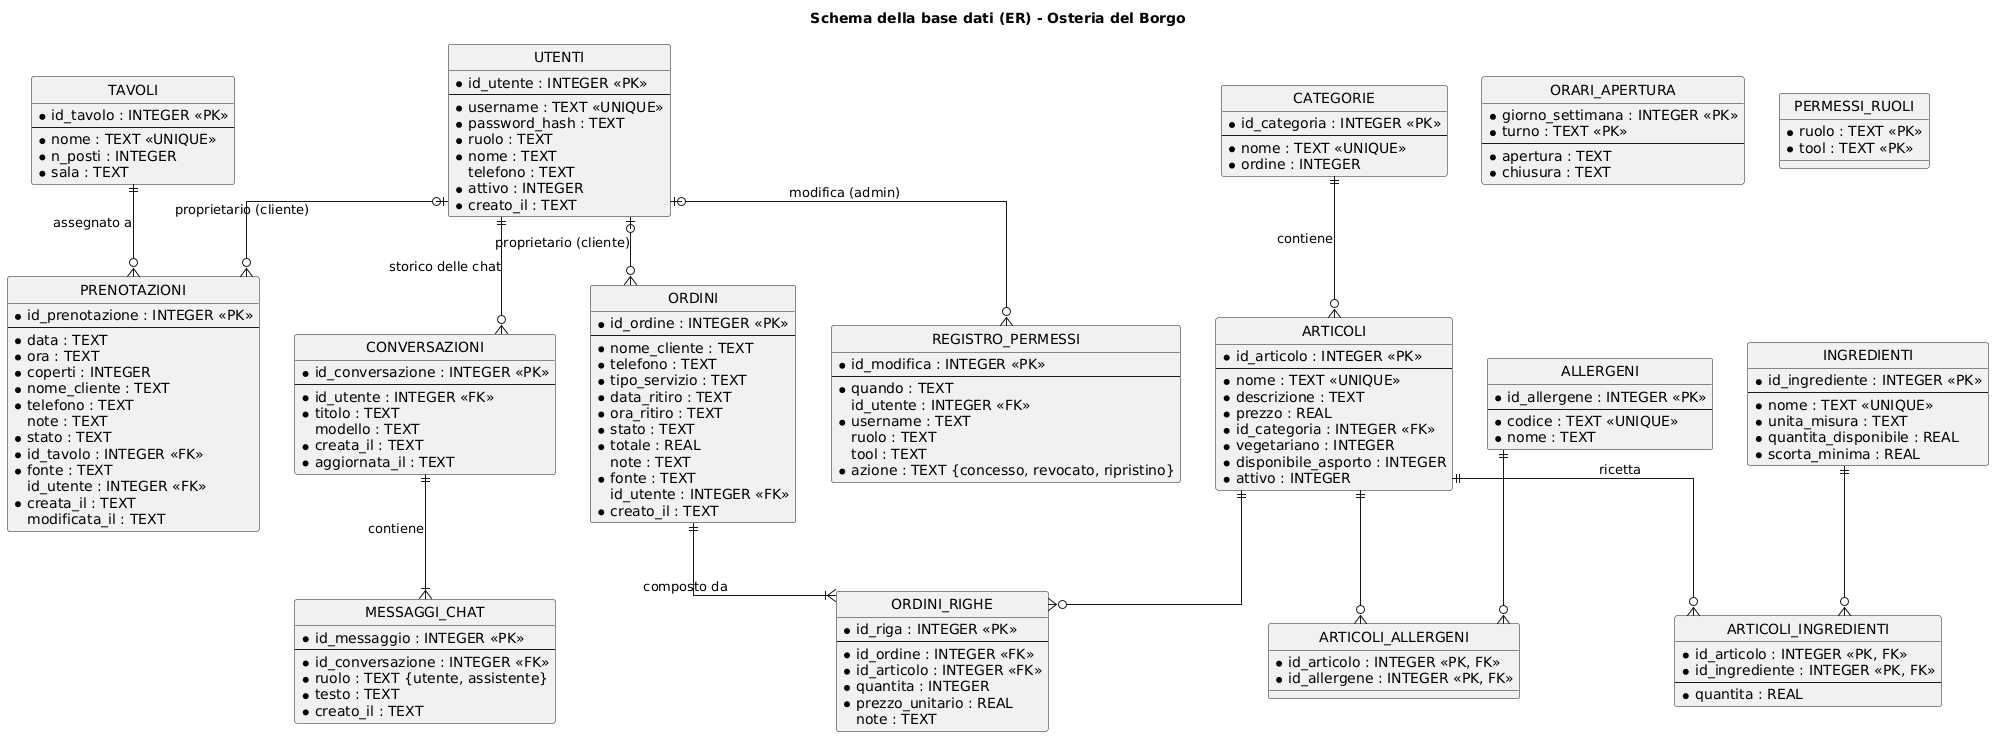 Schema della base dati (ER) - Osteria del Borgo
UTENTI
id_utente : INTEGER «PK»
username : TEXT «UNIQUE»
password_hash : TEXT
ruolo : TEXT
nome : TEXT
telefono : TEXT
attivo : INTEGER
creato_il : TEXT
TAVOLI
id_tavolo : INTEGER «PK»
nome : TEXT «UNIQUE»
n_posti : INTEGER
sala : TEXT
CATEGORIE
id_categoria : INTEGER «PK»
nome : TEXT «UNIQUE»
ordine : INTEGER
ORARI_APERTURA
giorno_settimana : INTEGER «PK»
turno : TEXT «PK»
apertura : TEXT
chiusura : TEXT
PERMESSI_RUOLI
ruolo : TEXT «PK»
tool : TEXT «PK»
assegnato a
proprietario (cliente)
storico delle chat
proprietario (cliente)
modifica (admin)
contiene
PRENOTAZIONI
id_prenotazione : INTEGER «PK»
data : TEXT
ora : TEXT
coperti : INTEGER
nome_cliente : TEXT
telefono : TEXT
note : TEXT
stato : TEXT
id_tavolo : INTEGER «FK»
fonte : TEXT
id_utente : INTEGER «FK»
creata_il : TEXT
modificata_il : TEXT
CONVERSAZIONI
id_conversazione : INTEGER «PK»
id_utente : INTEGER «FK»
titolo : TEXT
modello : TEXT
creata_il : TEXT
aggiornata_il : TEXT
ORDINI
id_ordine : INTEGER «PK»
nome_cliente : TEXT
telefono : TEXT
tipo_servizio : TEXT
data_ritiro : TEXT
ora_ritiro : TEXT
stato : TEXT
totale : REAL
note : TEXT
fonte : TEXT
id_utente : INTEGER «FK»
creato_il : TEXT
REGISTRO_PERMESSI
id_modifica : INTEGER «PK»
quando : TEXT
id_utente : INTEGER «FK»
username : TEXT
ruolo : TEXT
tool : TEXT
azione : TEXT {concesso, revocato, ripristino}
ARTICOLI
id_articolo : INTEGER «PK»
nome : TEXT «UNIQUE»
descrizione : TEXT
prezzo : REAL
id_categoria : INTEGER «FK»
vegetariano : INTEGER
disponibile_asporto : INTEGER
attivo : INTEGER
ALLERGENI
id_allergene : INTEGER «PK»
codice : TEXT «UNIQUE»
nome : TEXT
INGREDIENTI
id_ingrediente : INTEGER «PK»
nome : TEXT «UNIQUE»
unita_misura : TEXT
quantita_disponibile : REAL
scorta_minima : REAL
contiene
composto da
ricetta
MESSAGGI_CHAT
id_messaggio : INTEGER «PK»
id_conversazione : INTEGER «FK»
ruolo : TEXT {utente, assistente}
testo : TEXT
creato_il : TEXT
ORDINI_RIGHE
id_riga : INTEGER «PK»
id_ordine : INTEGER «FK»
id_articolo : INTEGER «FK»
quantita : INTEGER
prezzo_unitario : REAL
note : TEXT
ARTICOLI_ALLERGENI
id_articolo : INTEGER «PK, FK»
id_allergene : INTEGER «PK, FK»
ARTICOLI_INGREDIENTI
id_articolo : INTEGER «PK, FK»
id_ingrediente : INTEGER «PK, FK»
quantita : REAL